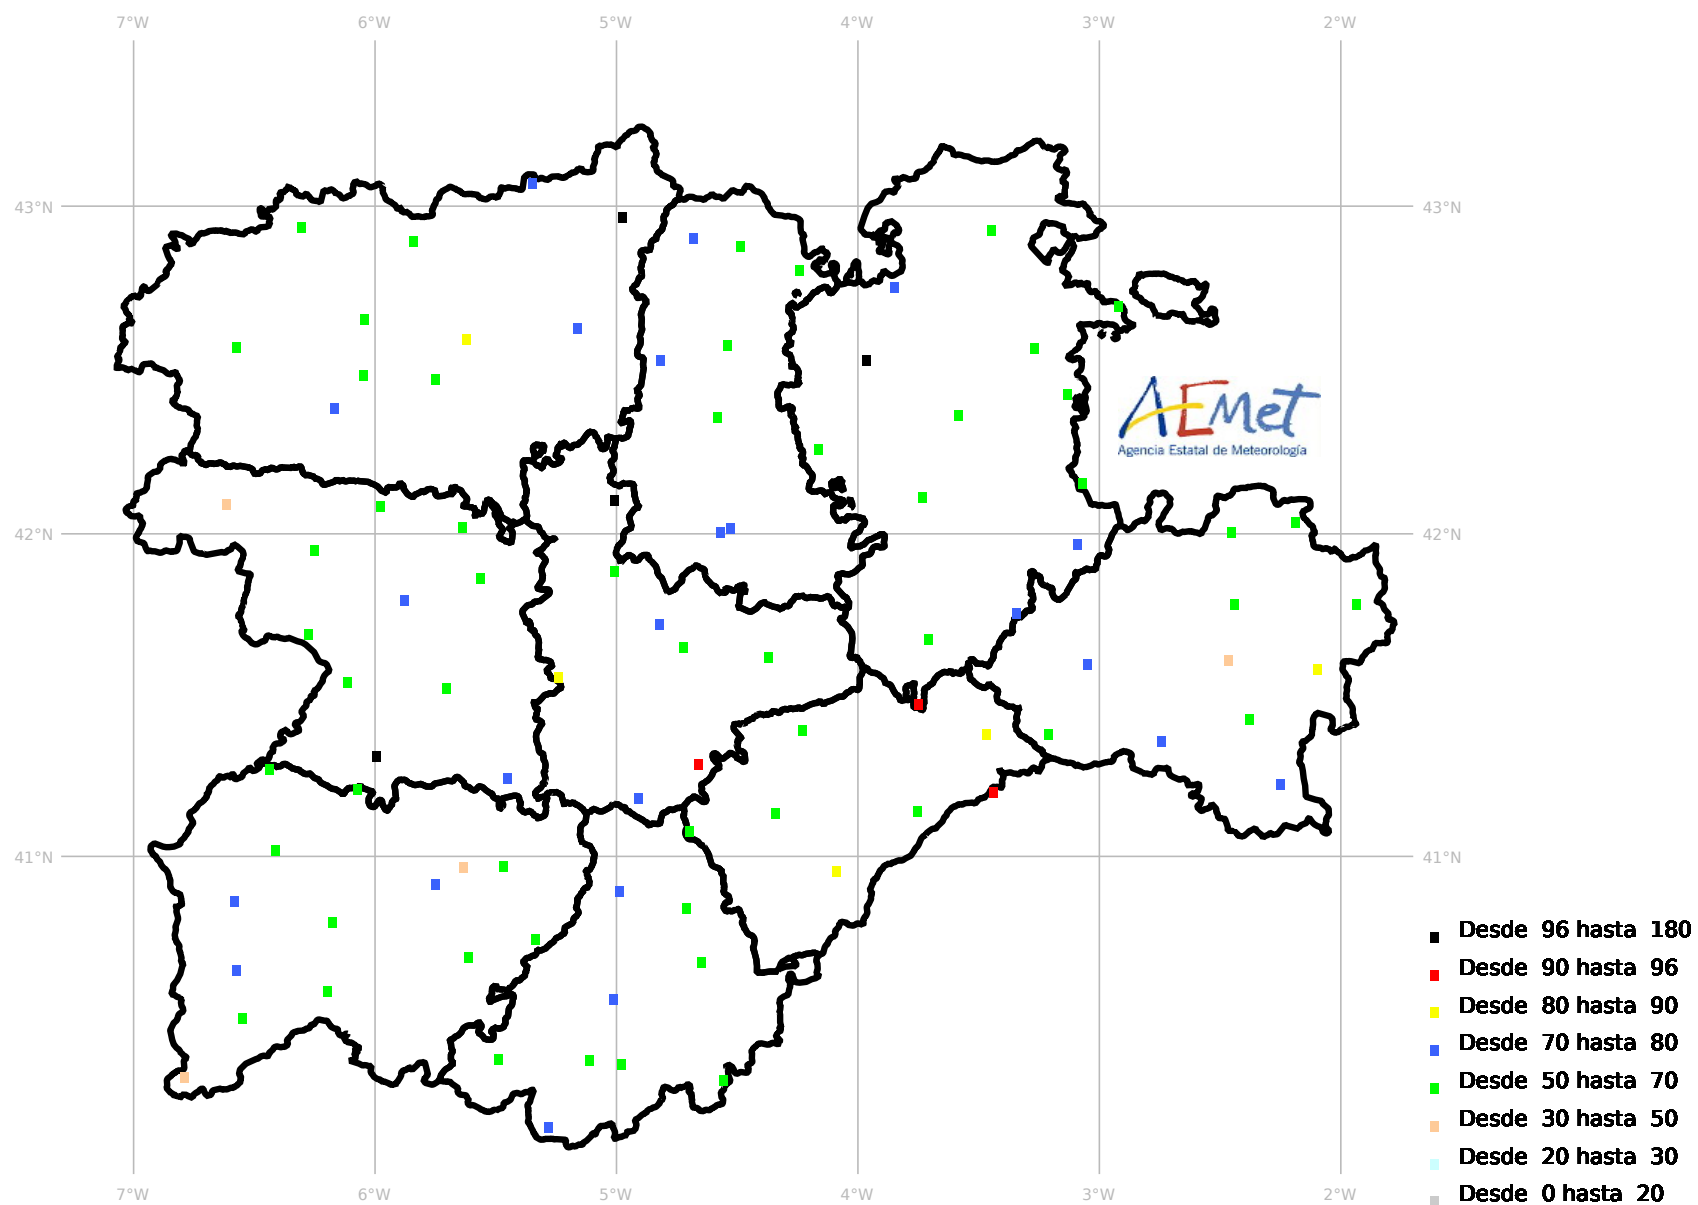 7°W 6°W 5°W 4°W 3°W 2°W
43°N 43°N
AEMet
Agencia Estatal de Meteorología
42°N 42°N
41°N 41°N
Desde 96 hasta 180
Desde 90 hasta 96
Desde 80 hasta 90
Desde 70 hasta 80
Desde 50 hasta 70
Desde 30 hasta 50
Desde 20 hasta 30
Desde 0 hasta 20
7°W 6°W 5°W 4°W 3°W 2°W